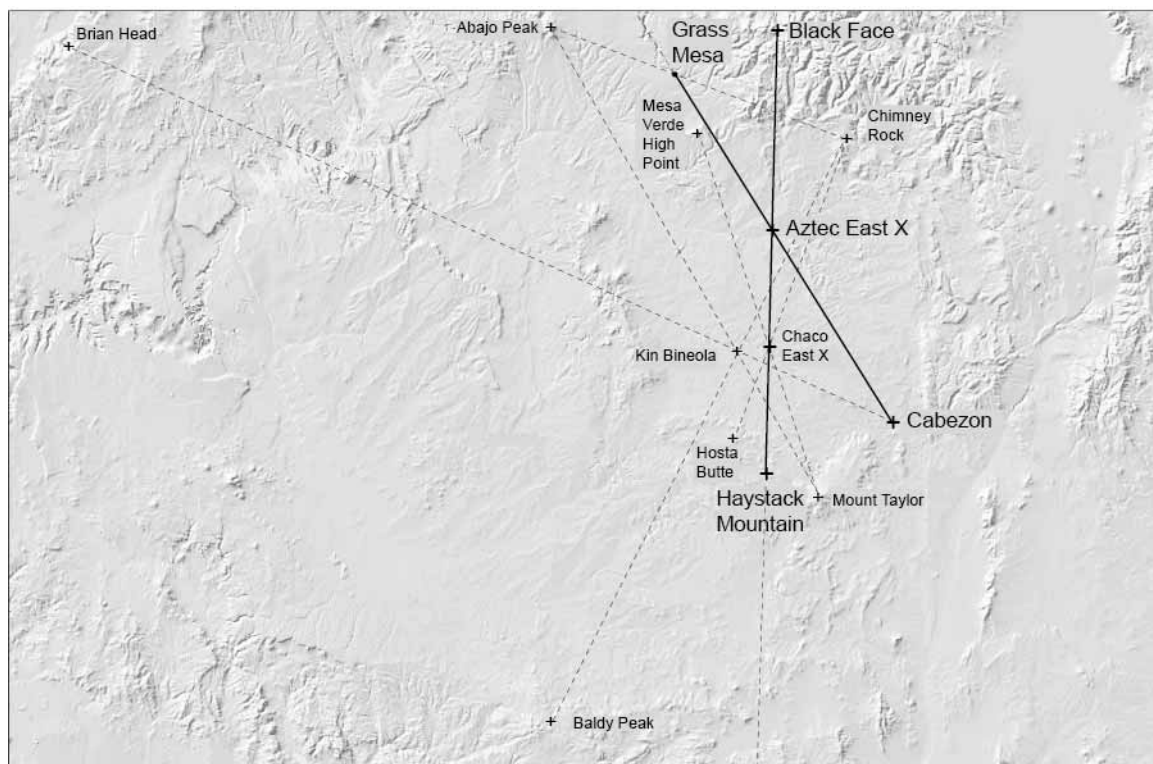 Brian Head
Abajo Peak
Grass
Mesa
Black Face
Mesa
Verde
High
Point
Chimney
Rock
Aztec East X
Kin Bineola
Chaco
East X
Cabezon
Hosta
Butte
Haystack
Mountain
Mount Taylor
Baldy Peak